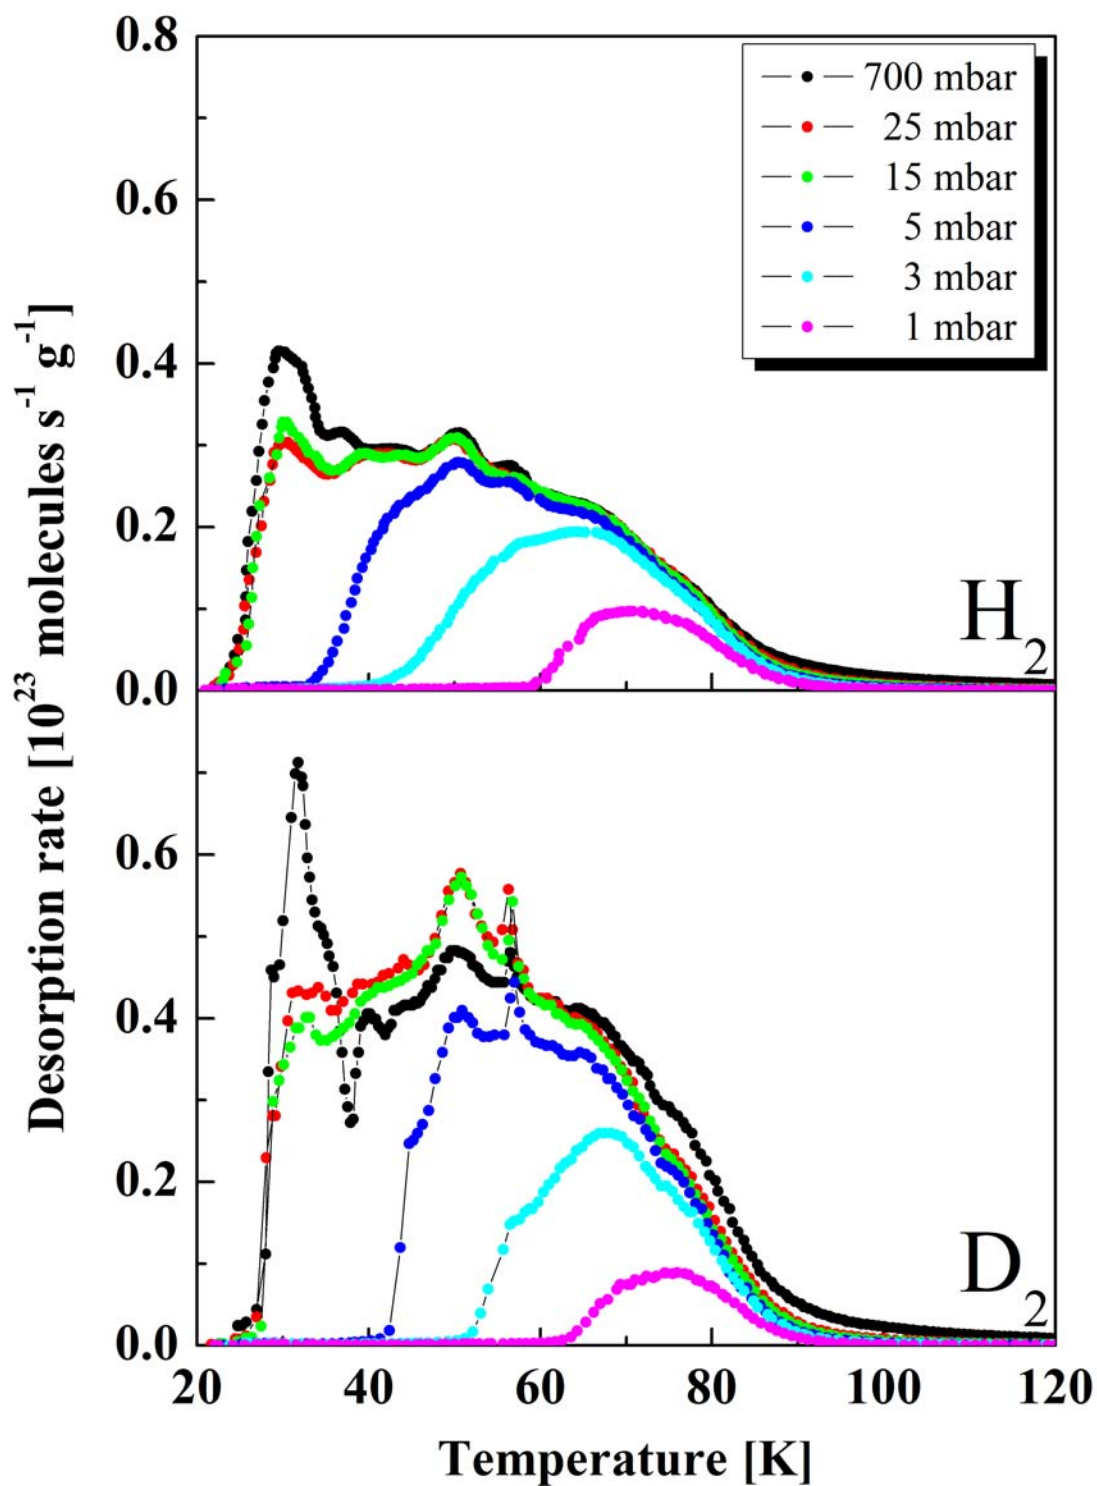 Desorption rate [10²³ molecules s⁻¹ g⁻¹]
0.8
0.6
0.4
0.2
0.0
700 mbar
25 mbar
15 mbar
5 mbar
3 mbar
1 mbar
H₂
0.6
0.4
0.2
0.0
D₂
20 40 60 80 100 120
Temperature [K]